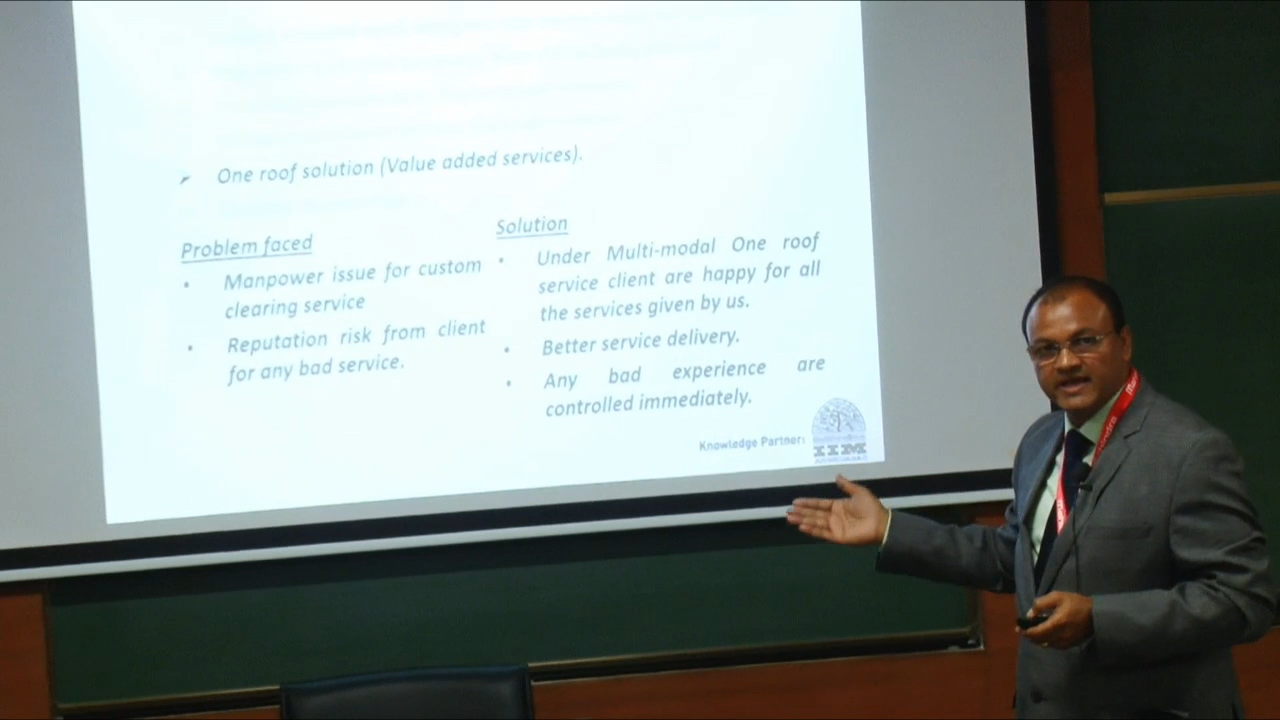 ➢ One roof solution (Value added services).
Problem faced
• Manpower issue for custom
clearing service
• Reputation risk from client
for any bad service.
Solution
• Under Multi-modal One roof
service client are happy for all
the services given by us.
• Better service delivery.
• Any bad experience are
controlled immediately.
Knowledge Partner:
IIM